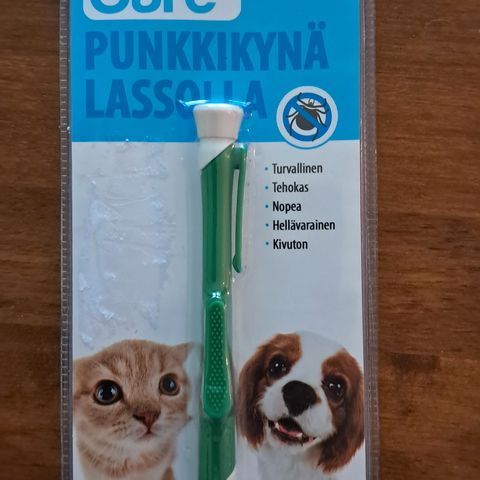 PUNKKIKYNÄ
LASSOLLA
• Turvallinen
• Tehokas
• Nopea
• Hellävarainen
• Kivuton